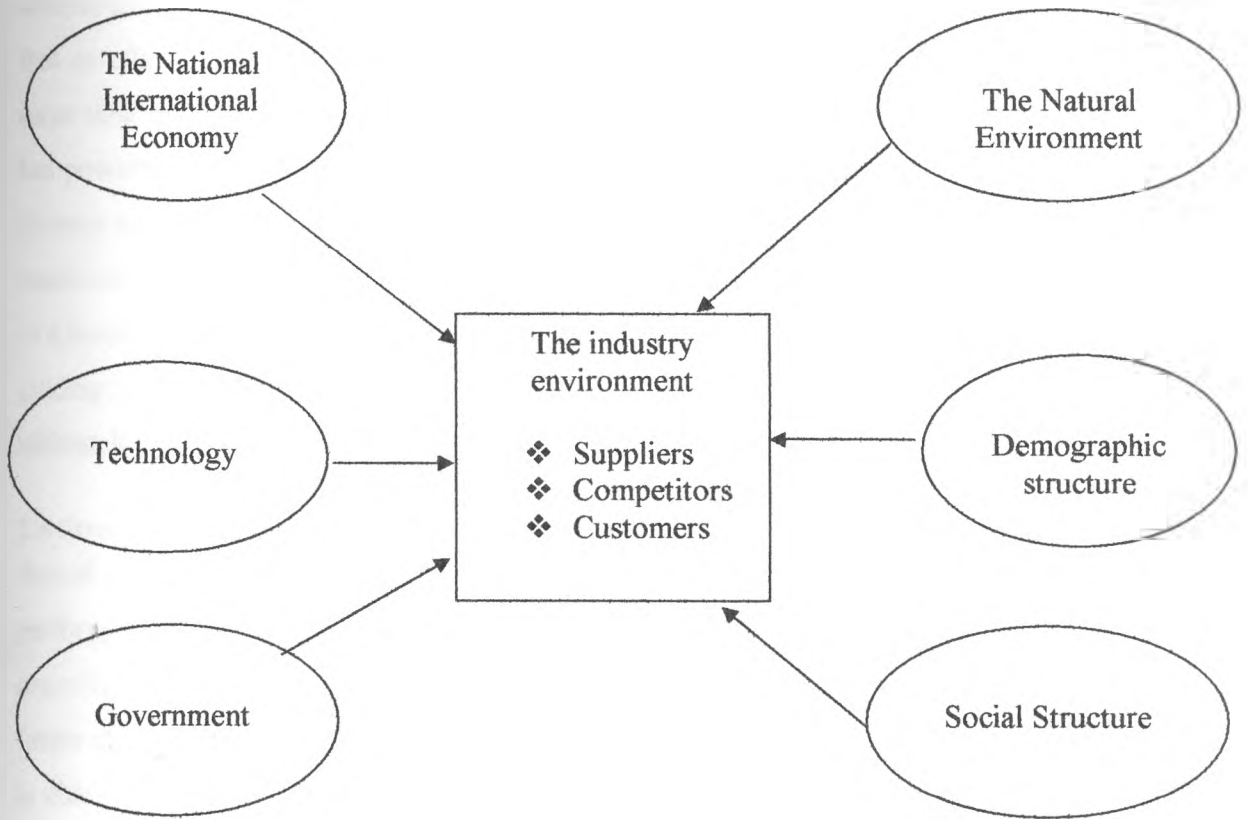 The National
International
Economy
The Natural
Environment
The industry
environment
❖ Suppliers
❖ Competitors
❖ Customers
Technology
Demographic
structure
Government
Social Structure